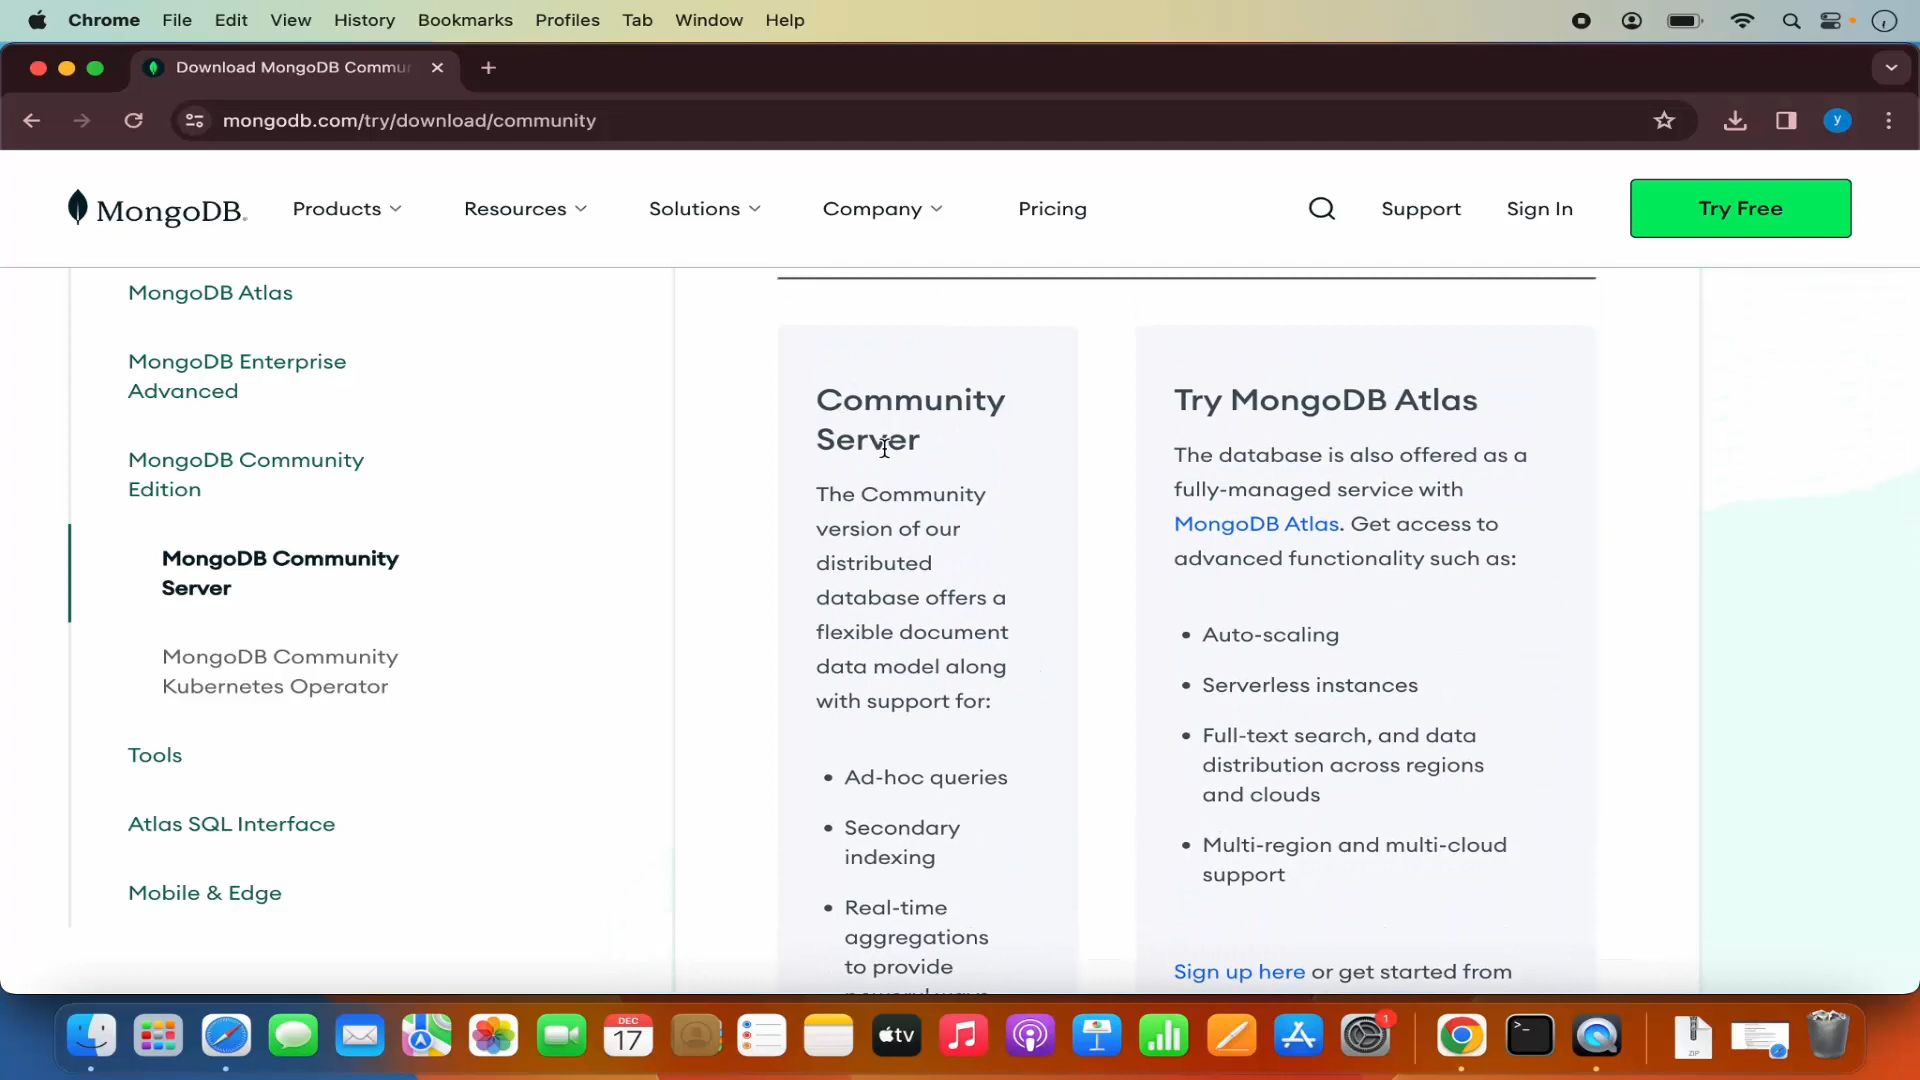 Chrome File Edit View History Bookmarks Profiles Tab Window Help
Download MongoDB Commu
mongodb.com/try/download/community
y
MongoDB. Products Resources Solutions Company Pricing Support Sign In Try Free
MongoDB Atlas
MongoDB Enterprise
Advanced
MongoDB Community
Edition
MongoDB Community
Server
MongoDB Community
Kubernetes Operator
Tools
Atlas SQL Interface
Mobile & Edge
Community
Server
The Community
version of our
distributed
database offers a
flexible document
data model along
with support for:
• Ad-hoc queries
• Secondary
indexing
• Real-time
aggregations
to provide
powerful ways
Try MongoDB Atlas
The database is also offered as a
fully-managed service with
MongoDB Atlas. Get access to
advanced functionality such as:
• Auto-scaling
• Serverless instances
• Full-text search, and data
distribution across regions
and clouds
• Multi-region and multi-cloud
support
Sign up here or get started from
DEC
17
tv
1
ZIP